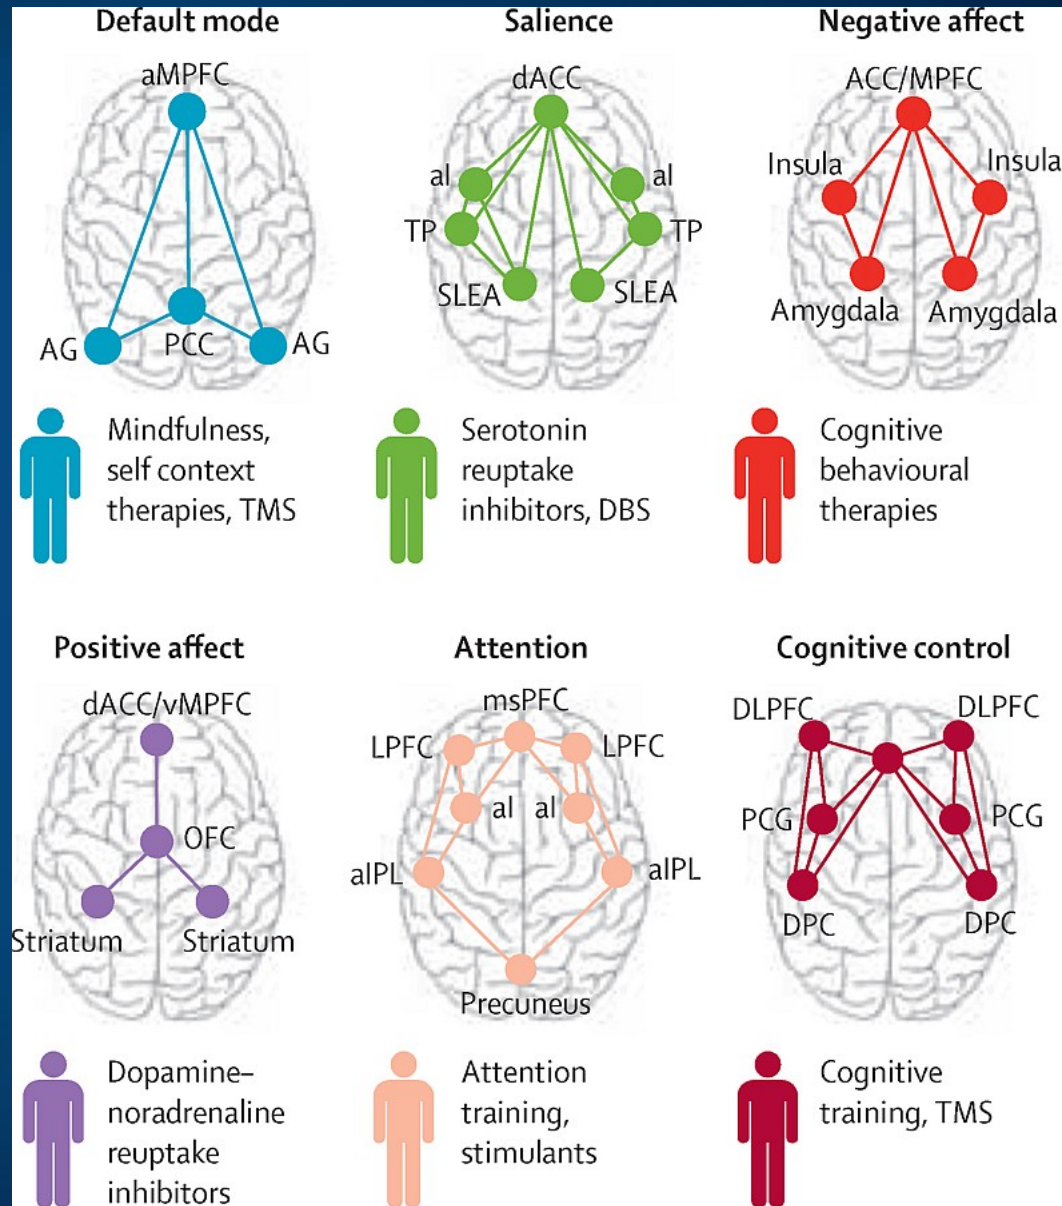 Default mode
aMPFC
AG
PCC
AG
Mindfulness,
self context
therapies, TMS
Salience
dACC
aI
aI
TP
TP
SLEA
SLEA
Serotonin
reuptake
inhibitors, DBS
Negative affect
ACC/MPFC
Insula
Insula
Amygdala
Amygdala
Cognitive
behavioural
therapies
Positive affect
dACC/vMPFC
OFC
Striatum
Striatum
Dopamine–
noradrenaline
reuptake
inhibitors
Attention
msPFC
LPFC
LPFC
aI
aI
aIPL
aIPL
Precuneus
Attention
training,
stimulants
Cognitive control
DLPFC
DLPFC
PCG
PCG
DPC
DPC
Cognitive
training, TMS